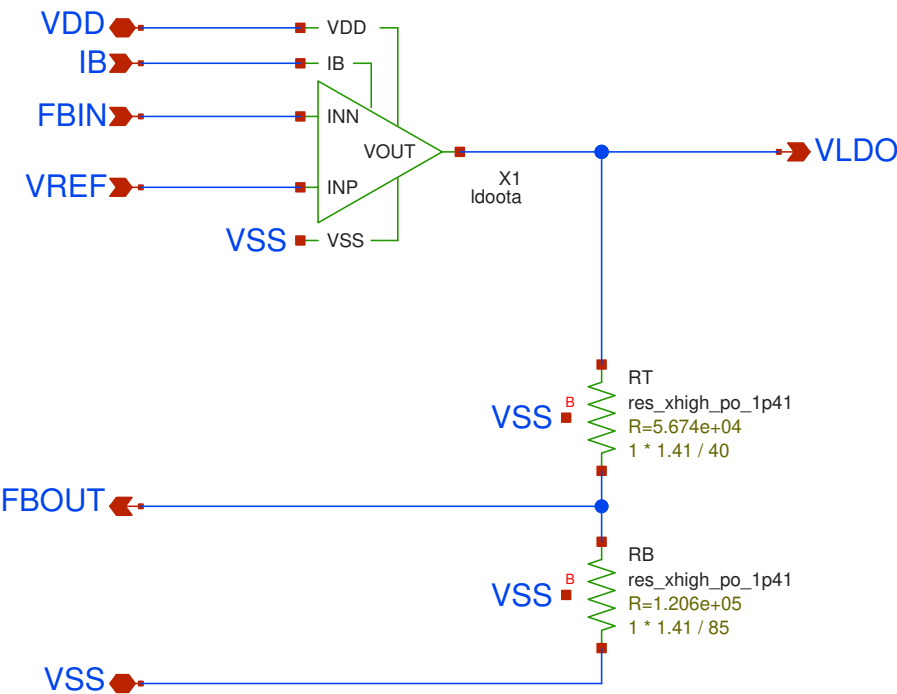 VDD
VDD
IB
IB
FBIN
INN
VOUT
VLDO
VREF
INP
X1
ldoota
VSS
VSS
RT
B
res_xhigh_po_1p41
VSS
R=5.674e+04
1 * 1.41 / 40
FBOUT
RB
B
res_xhigh_po_1p41
VSS
R=1.206e+05
1 * 1.41 / 85
VSS